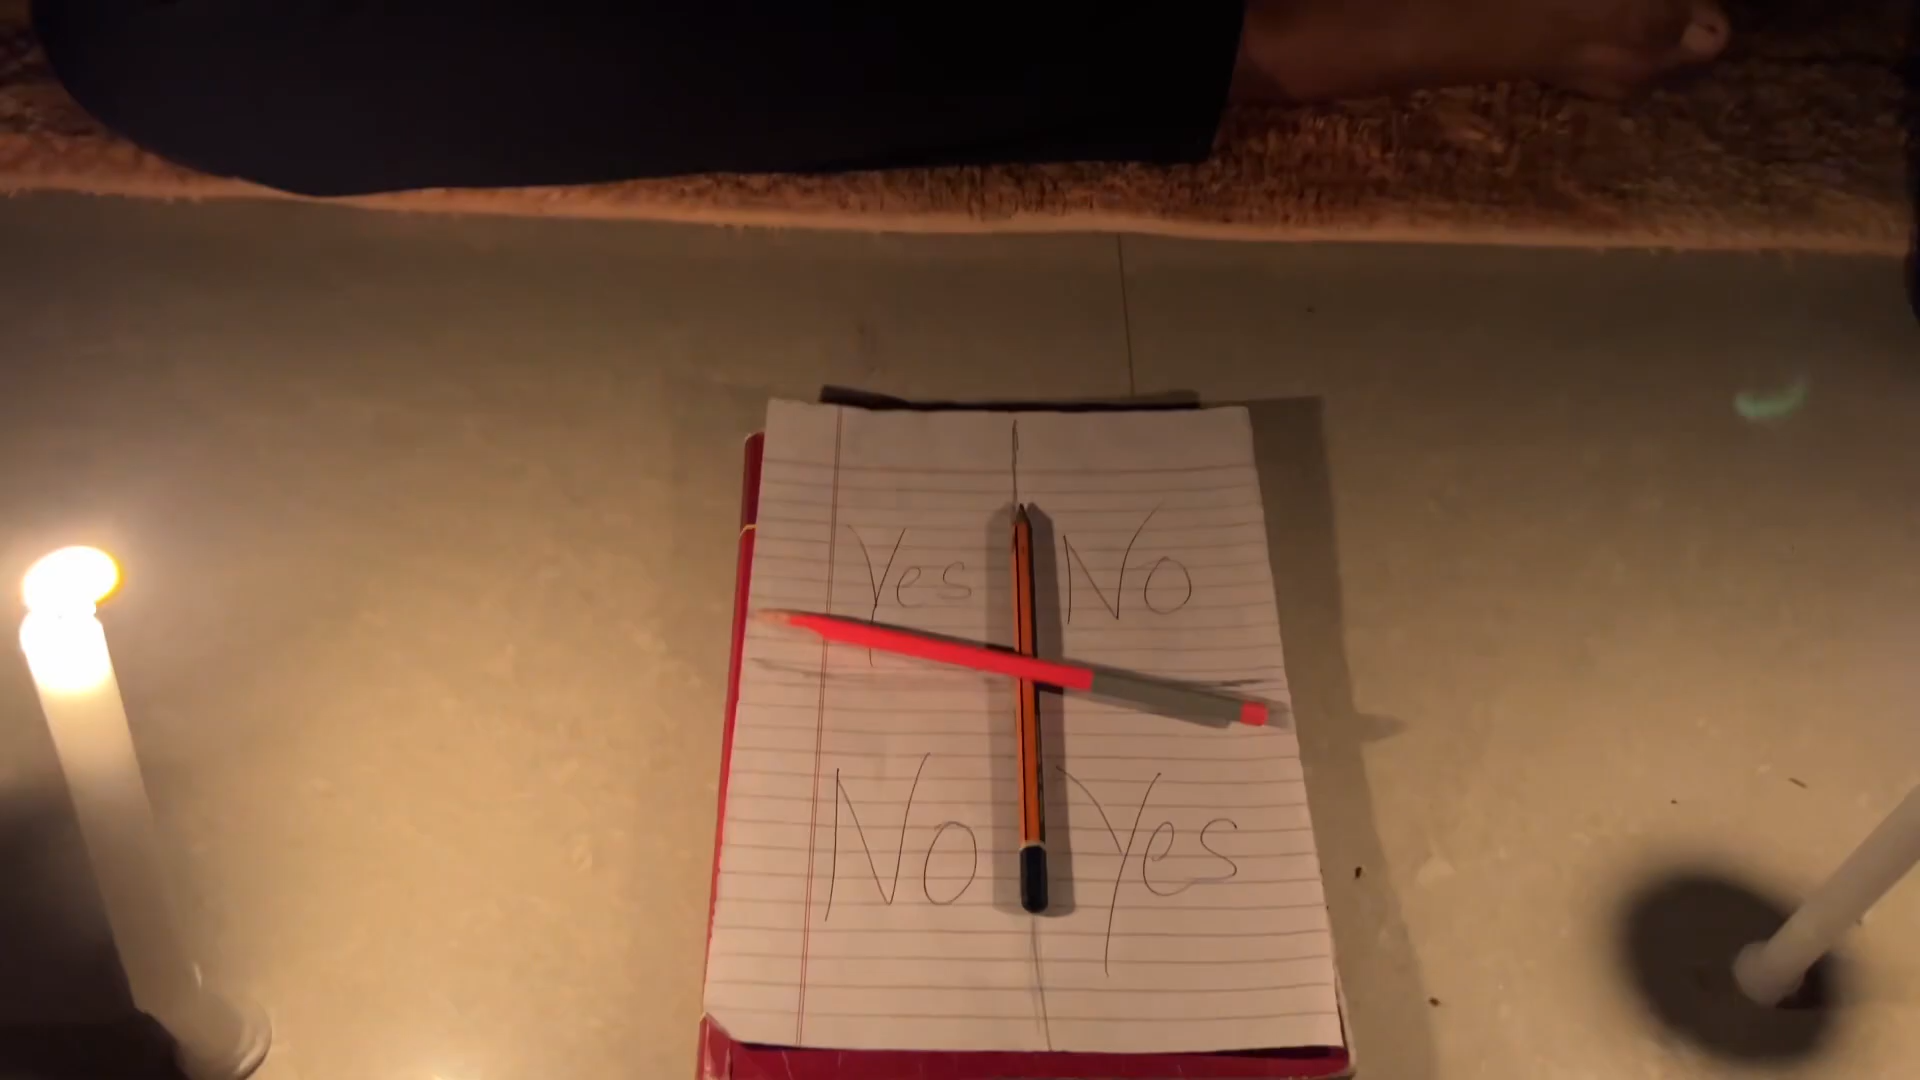 Yes No
No Yes